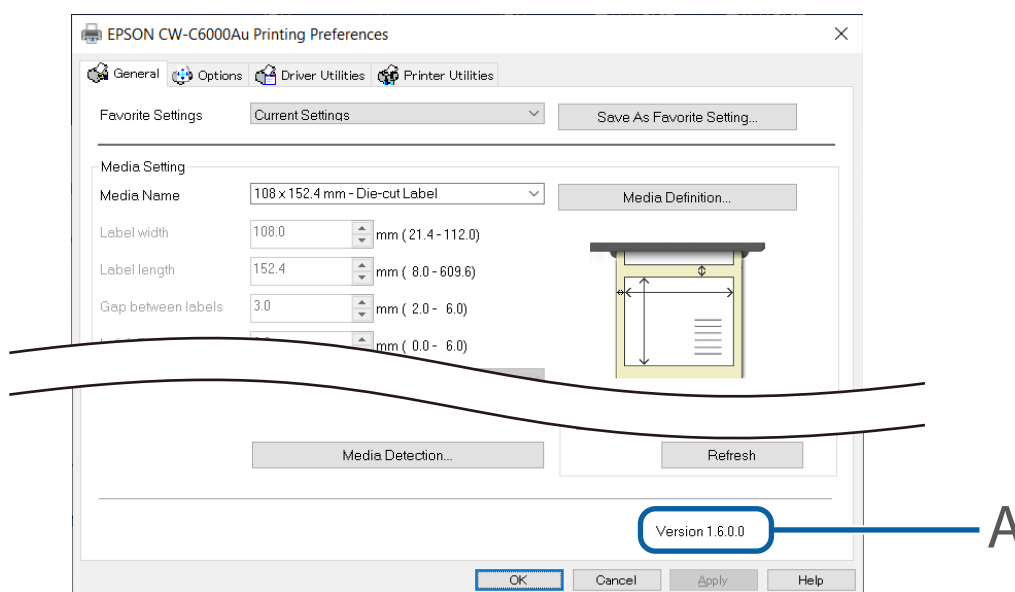 EPSON CW-C6000Au Printing Preferences
General Options Driver Utilities Printer Utilities
Favorite Settings Current Settings Save As Favorite Setting...
Media Setting
Media Name 108 x 152.4 mm - Die-cut Label Media Definition...
Label width 108.0 mm ( 21.4 - 112.0)
Label length 152.4 mm ( 8.0 - 609.6)
Gap between labels 3.0 mm ( 2.0 - 6.0)
mm ( 0.0 - 6.0)
Media Detection... Refresh
Version 1.6.0.0 A
OK Cancel Apply Help